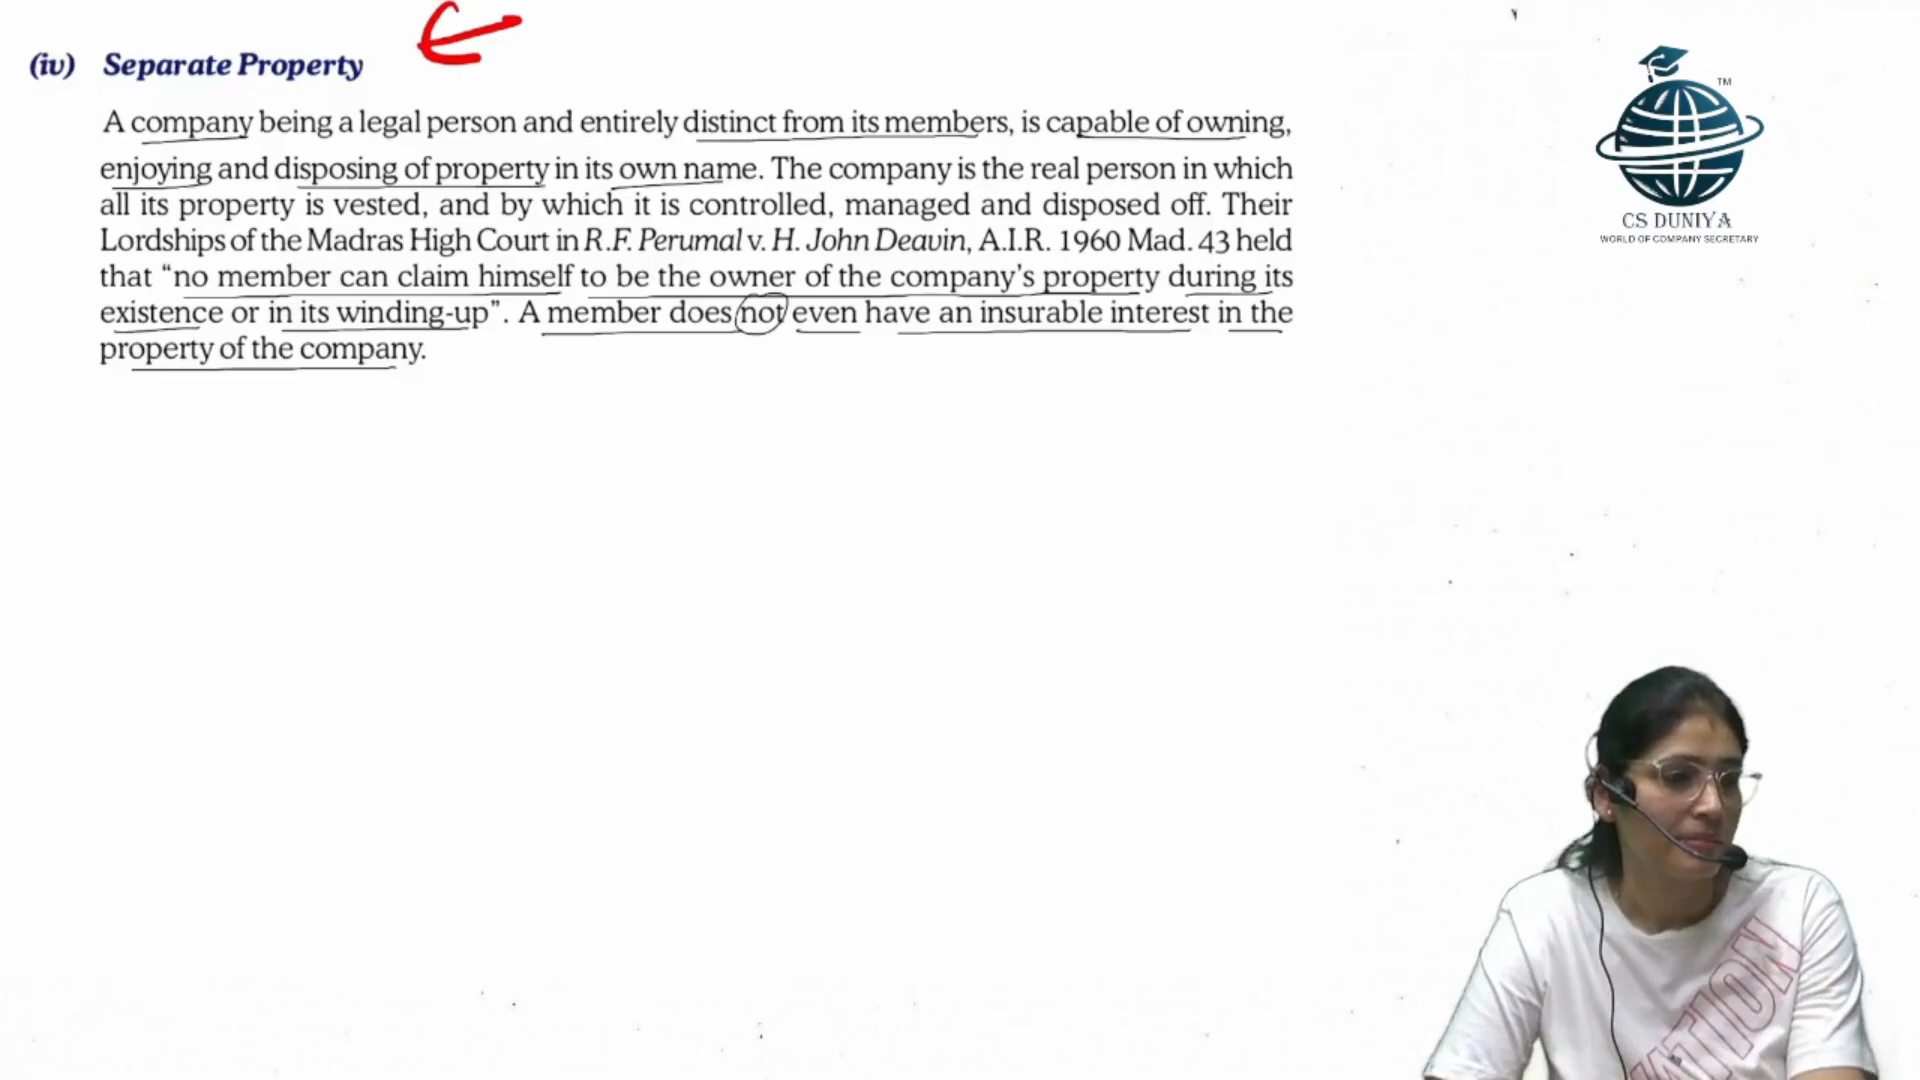 (iv) Separate Property
A company being a legal person and entirely distinct from its members, is capable of owning,
enjoying and disposing of property in its own name. The company is the real person in which
all its property is vested, and by which it is controlled, managed and disposed off. Their
Lordships of the Madras High Court in R.F. Perumal v. H. John Deavin, A.I.R. 1960 Mad. 43 held
that “no member can claim himself to be the owner of the company’s property during its
existence or in its winding-up”. A member does not even have an insurable interest in the
property of the company.
TM
CS DUNIYA
WORLD OF COMPANY SECRETARY